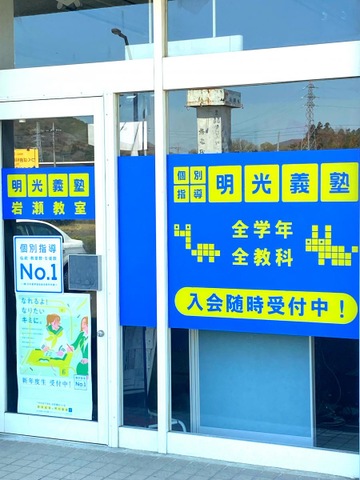 明光義塾
岩瀬教室
個別指導
No.1
なれるよ!
なりたい
キミに。
新年度生 受付中!
No.1
個別
指導
明光義塾
全学年
全教科
入会随時受付中!